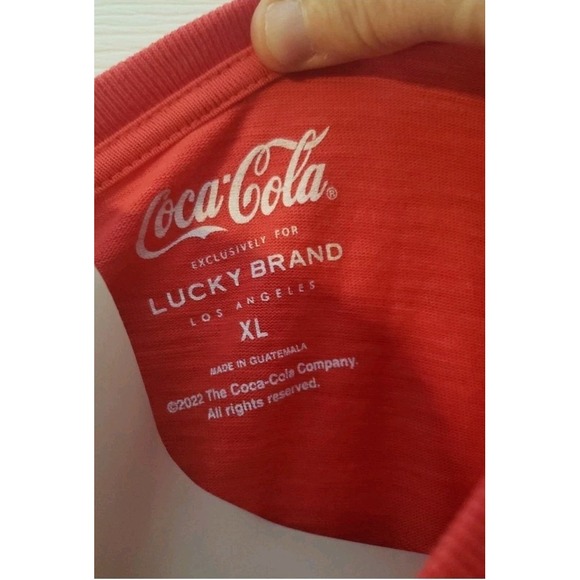 Coca-Cola®
EXCLUSIVELY FOR
LUCKY BRAND
LOS ANGELES
XL
MADE IN GUATEMALA
©2022 The Coca-Cola Company.
All rights reserved.